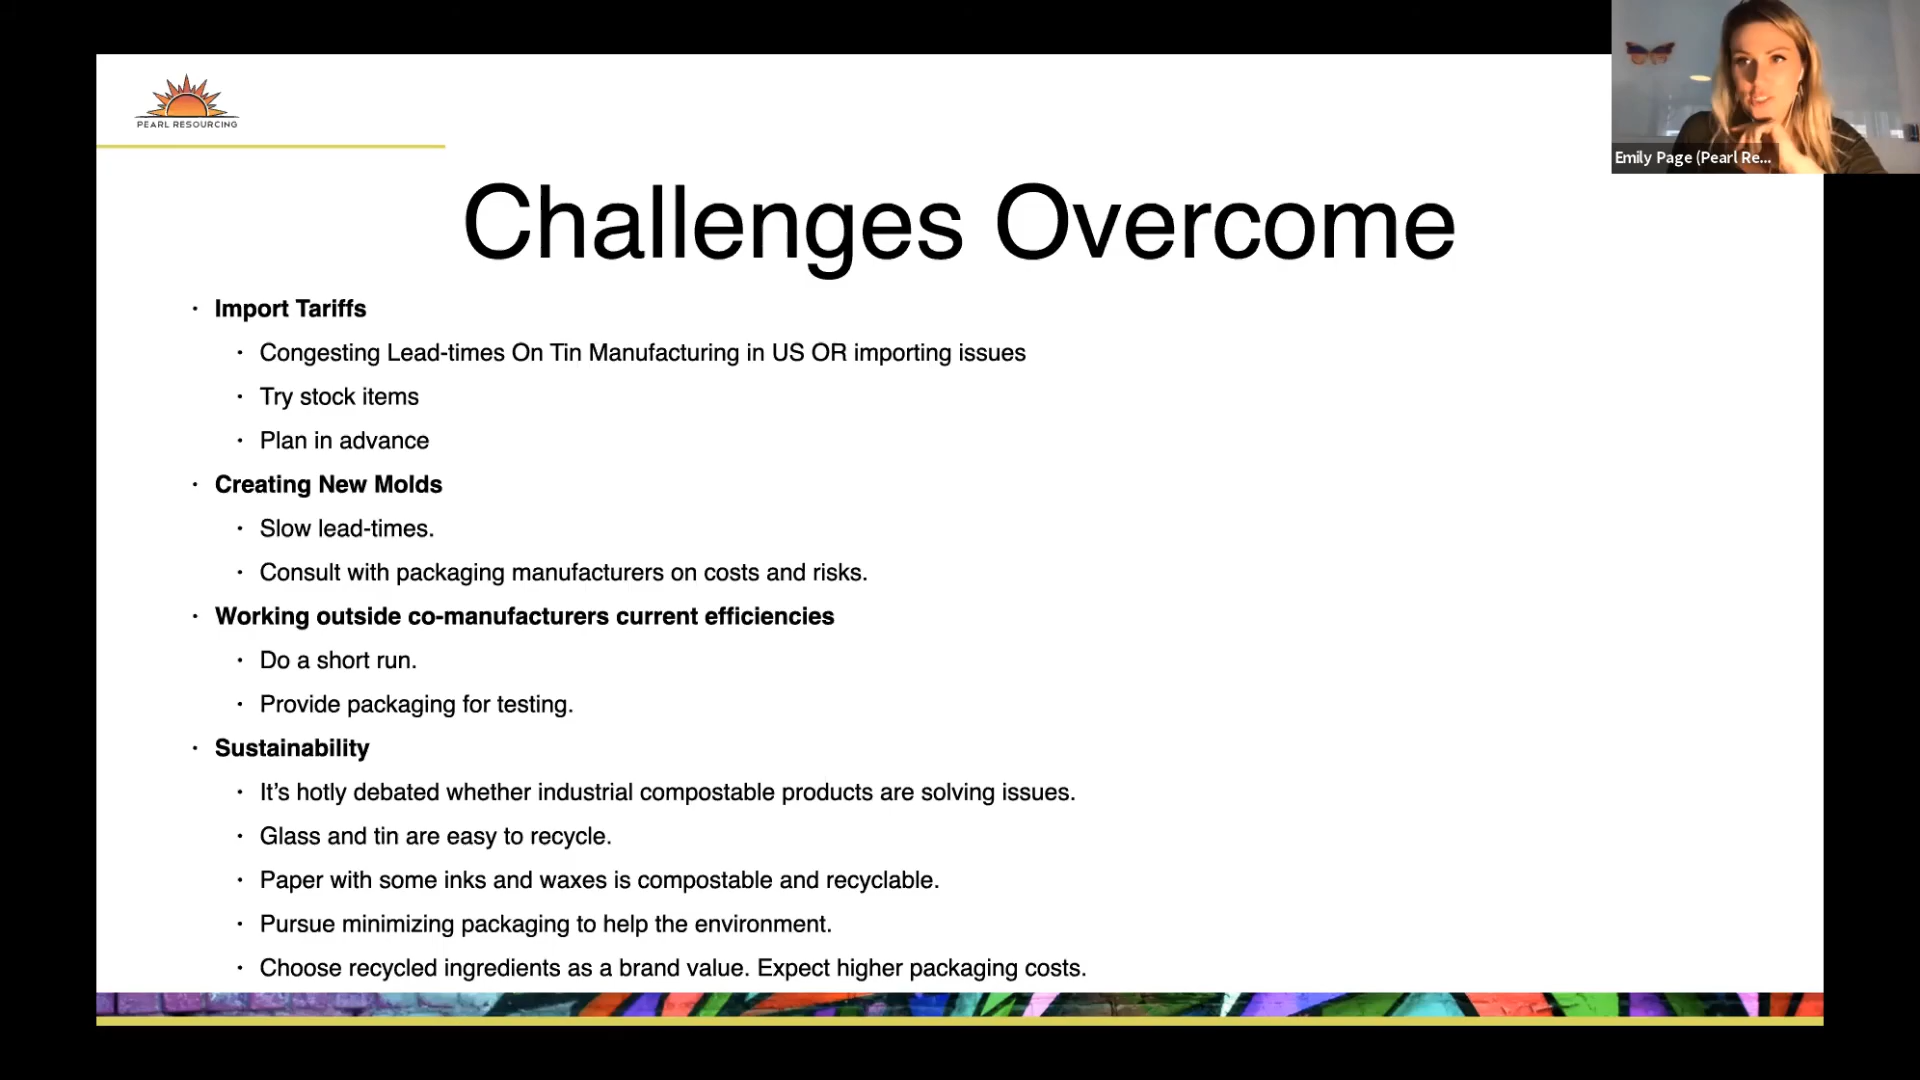 PEARL RESOURCING
Emily Page (Pearl Re...
Challenges Overcome
· Import Tariffs
· Congesting Lead-times On Tin Manufacturing in US OR importing issues
· Try stock items
· Plan in advance
· Creating New Molds
· Slow lead-times.
· Consult with packaging manufacturers on costs and risks.
· Working outside co-manufacturers current efficiencies
· Do a short run.
· Provide packaging for testing.
· Sustainability
· It’s hotly debated whether industrial compostable products are solving issues.
· Glass and tin are easy to recycle.
· Paper with some inks and waxes is compostable and recyclable.
· Pursue minimizing packaging to help the environment.
· Choose recycled ingredients as a brand value. Expect higher packaging costs.